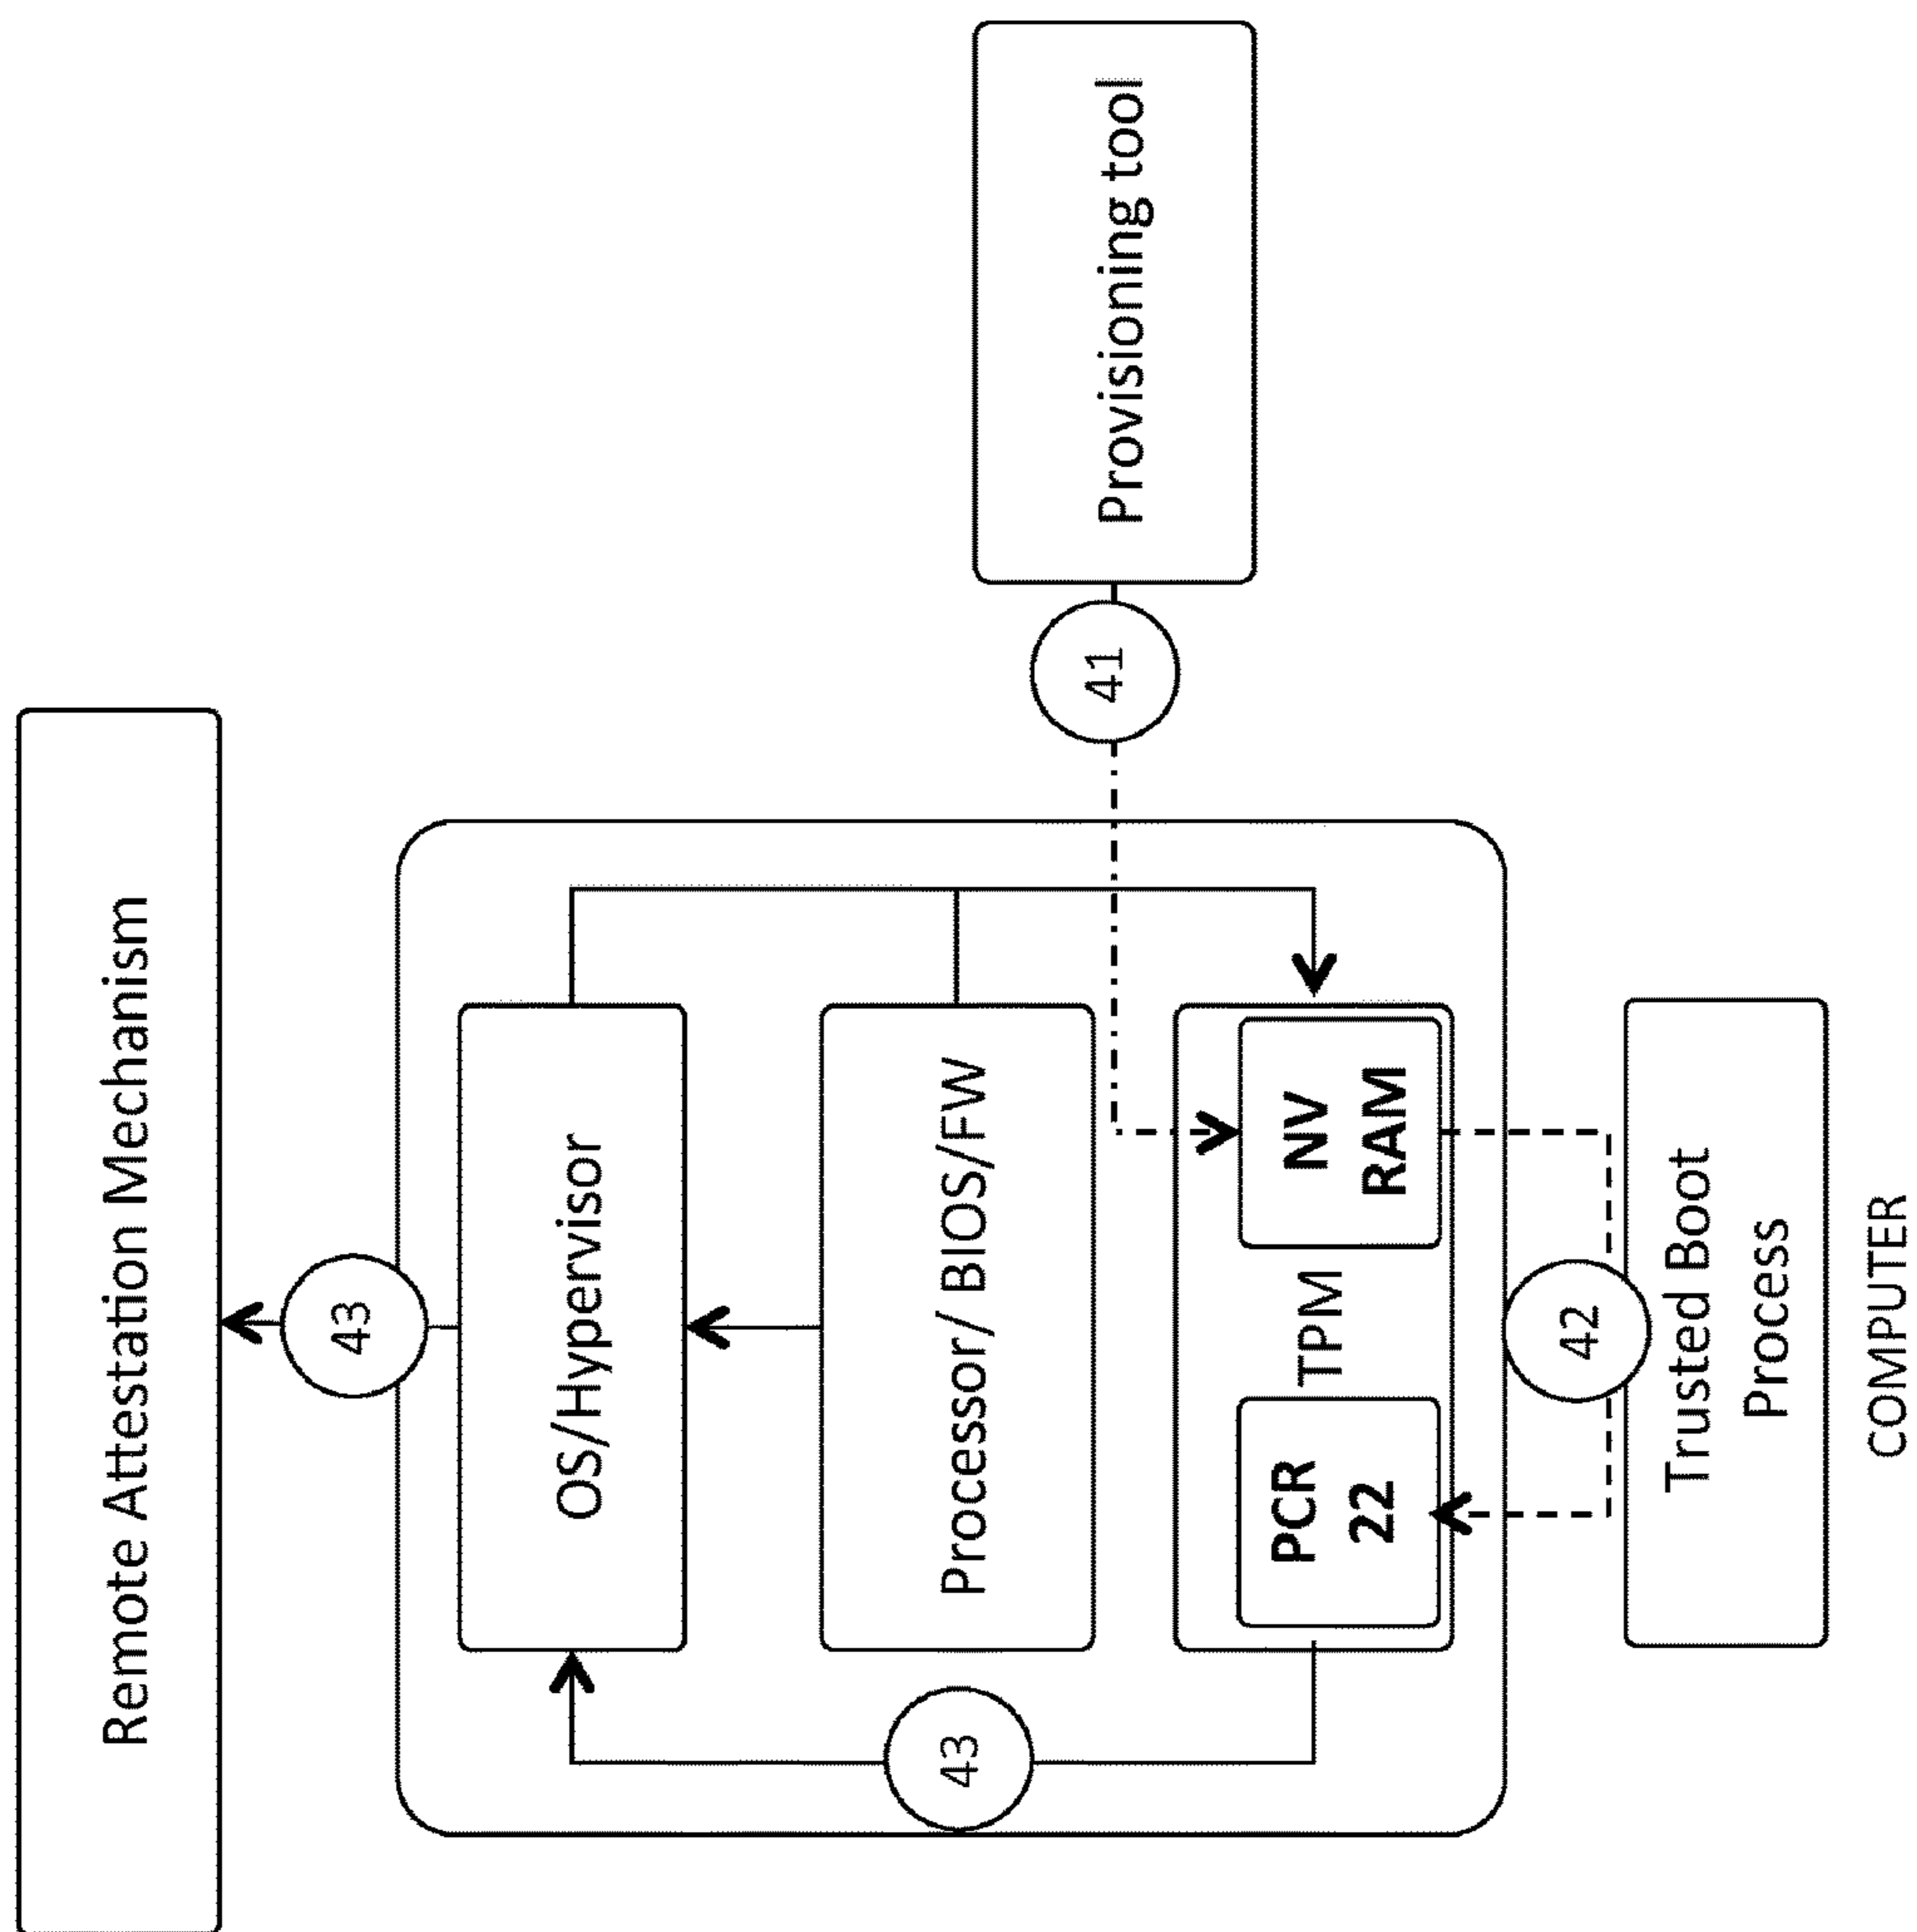 Remote Attestation Mechanism
43
OS/Hypervisor
43
Processor/ BIOS/FW
41
Provisioning tool
PCR
22
TPM
NV
RAM
42
Trusted Boot
Process
COMPUTER